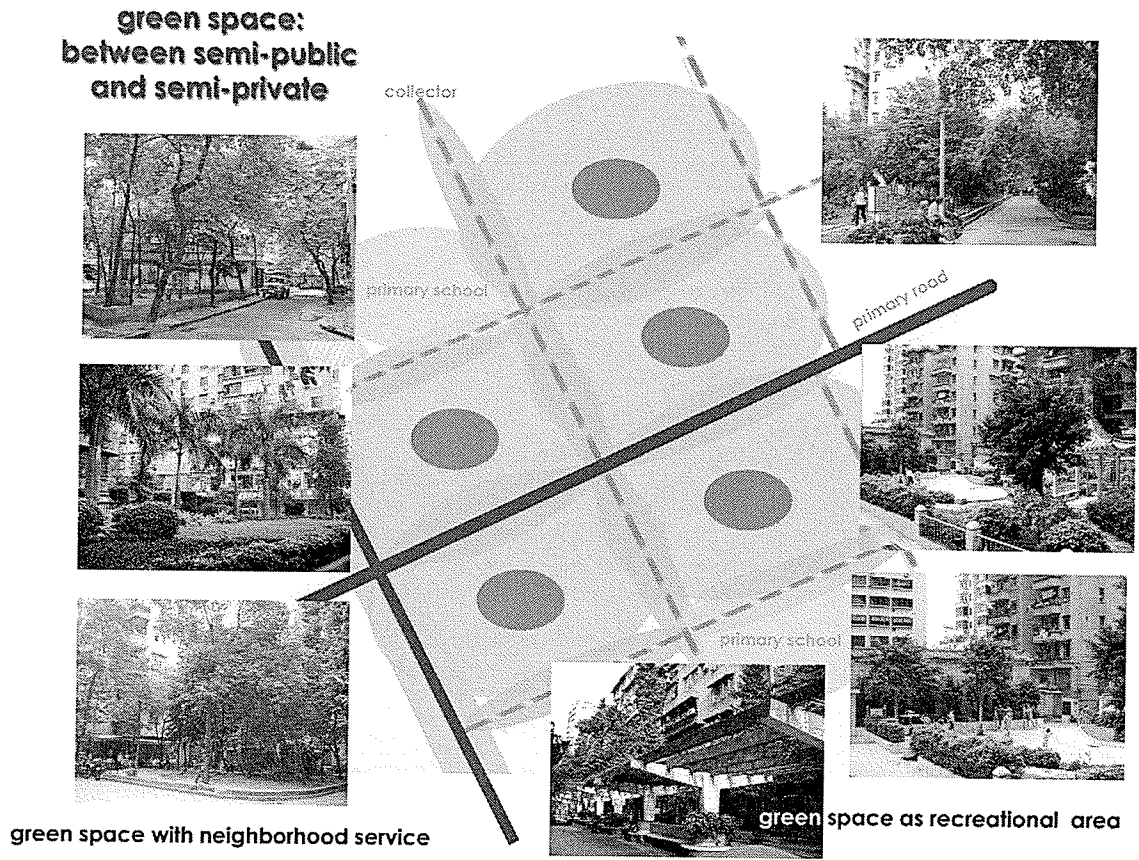 green space:
between semi-public
and semi-private
collector
primary school
primary road
primary school
green space with neighborhood service
green space as recreational area